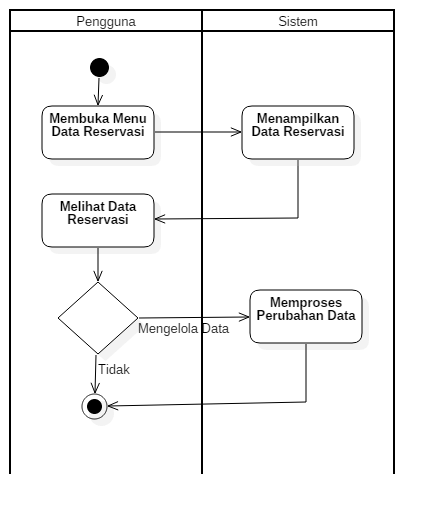 Pengguna
Sistem
Membuka Menu
Data Reservasi
Menampilkan
Data Reservasi
Melihat Data
Reservasi
Mengelola Data
Memproses
Perubahan Data
Tidak